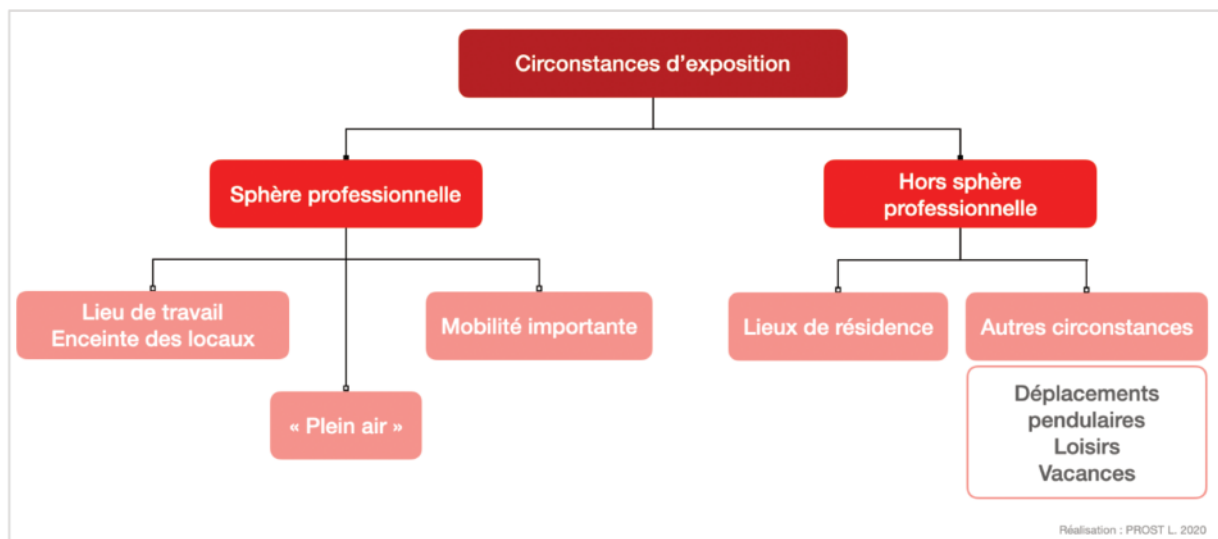 Circonstances d'exposition
Sphère professionnelle
Hors sphère
professionnelle
Lieu de travail
Enceinte des locaux
Mobilité importante
Lieux de résidence
Autres circonstances
« Plein air »
Déplacements
pendulaires
Loisirs
Vacances
Réalisation : PROST L. 2020